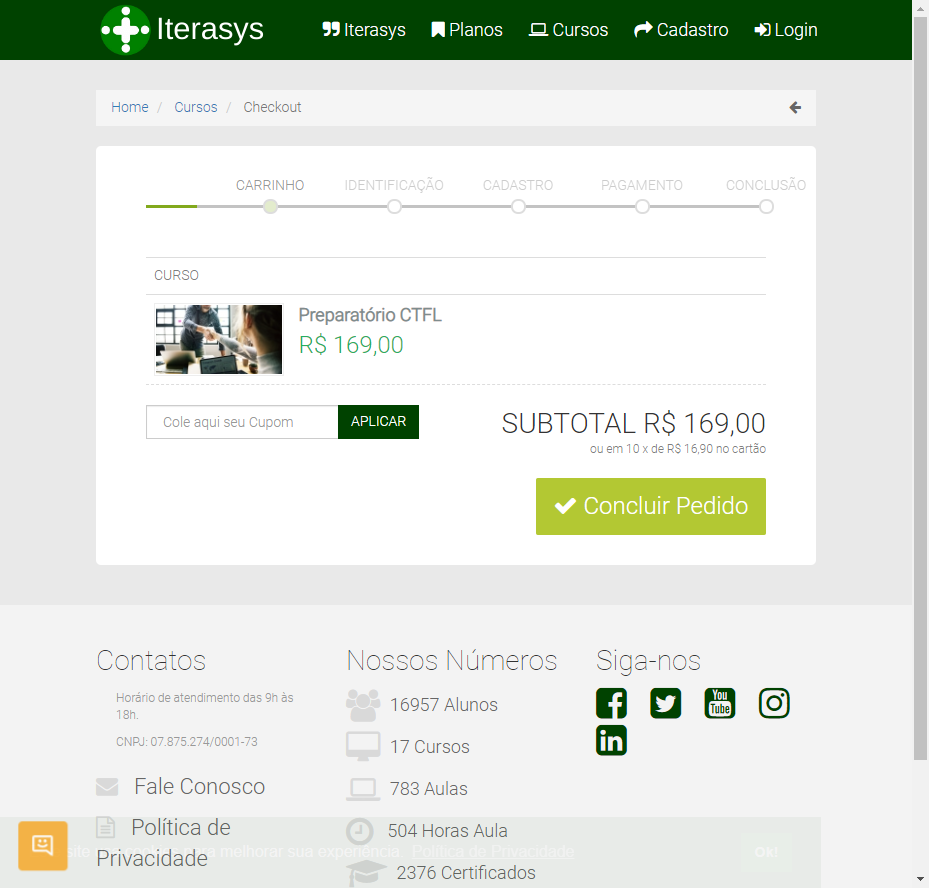 Iterasys
Iterasys
Planos
Cursos
Cadastro
Login
Home / Cursos / Checkout
CARRINHO
IDENTIFICAÇÃO
CADASTRO
PAGAMENTO
CONCLUSÃO
CURSO
Preparatório CTFL
R$ 169,00
Cole aqui seu Cupom
APLICAR
SUBTOTAL R$ 169,00
ou em 10 x de R$ 16,90 no cartão
Concluir Pedido
Contatos
Horário de atendimento das 9h às
18h.
CNPJ: 07.875.274/0001-73
Fale Conosco
Política de
Privacidade
Nossos Números
16957 Alunos
17 Cursos
783 Aulas
504 Horas Aula
2376 Certificados
Siga-nos
You
Tube
in
site para melhorar sua experiência. Política de Privacidade
Ok!